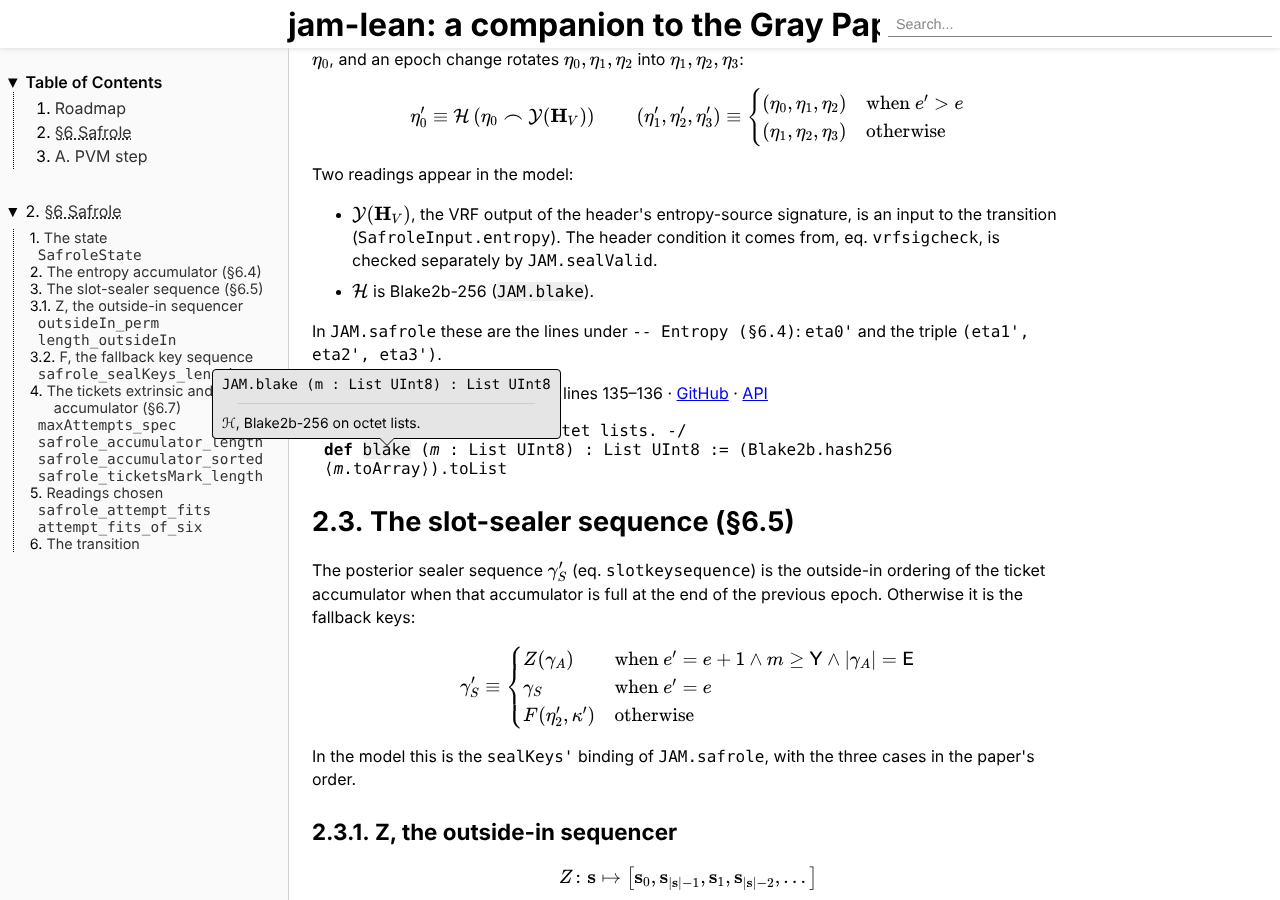 jam-lean: a companion to the Gray Pap
Search...
▼ Table of Contents
1. Roadmap
2. §6 Safrole
3. A. PVM step
▼ 2. §6 Safrole
1. The state
SafroleState
2. The entropy accumulator (§6.4)
3. The slot-sealer sequence (§6.5)
3.1. Z, the outside-in sequencer
outsideIn_perm
length_outsideIn
3.2. F, the fallback key sequence
safrole_sealKeys_len
4. The tickets extrinsic and
accumulator (§6.7)
maxAttempts_spec
safrole_accumulator_length
safrole_accumulator_sorted
safrole_ticketsMark_length
5. Readings chosen
safrole_attempt_fits
attempt_fits_of_six
6. The transition
η₀, and an epoch change rotates η₀, η₁, η₂ into η₁, η₂, η₃:
η₀′ ≡ ℋ (η₀ ⌢ 𝒴(𝐇_V)) (η₁′, η₂′, η₃′) ≡ { (η₀, η₁, η₂) when e′ > e
(η₁, η₂, η₃) otherwise
Two readings appear in the model:
• 𝒴(𝐇_V), the VRF output of the header's entropy-source signature, is an input to the transition
(SafroleInput.entropy). The header condition it comes from, eq. vrfsigcheck, is
checked separately by JAM.sealValid.
• ℋ is Blake2b-256 (JAM.blake).
In JAM.safrole these are the lines under -- Entropy (§6.4): eta0' and the triple (eta1',
eta2', eta3').
JAM.blake (m : List UInt8) : List UInt8
ℋ, Blake2b-256 on octet lists.
lines 135–136 · GitHub · API
tet lists. -/
def blake (m : List UInt8) : List UInt8 := (Blake2b.hash256
⟨m.toArray⟩).toList
2.3. The slot-sealer sequence (§6.5)
The posterior sealer sequence γ_S′ (eq. slotkeysequence) is the outside-in ordering of the ticket
accumulator when that accumulator is full at the end of the previous epoch. Otherwise it is the
fallback keys:
γ_S′ ≡ { Z(γ_A) when e′ = e + 1 ∧ m ≥ Y ∧ |γ_A| = E
γ_S when e′ = e
F(η₂′, κ′) otherwise
In the model this is the sealKeys' binding of JAM.safrole, with the three cases in the paper's
order.
2.3.1. Z, the outside-in sequencer
Z: 𝐬 ↦ [𝐬₀, 𝐬_{|𝐬|−1}, 𝐬₁, 𝐬_{|𝐬|−2}, …]